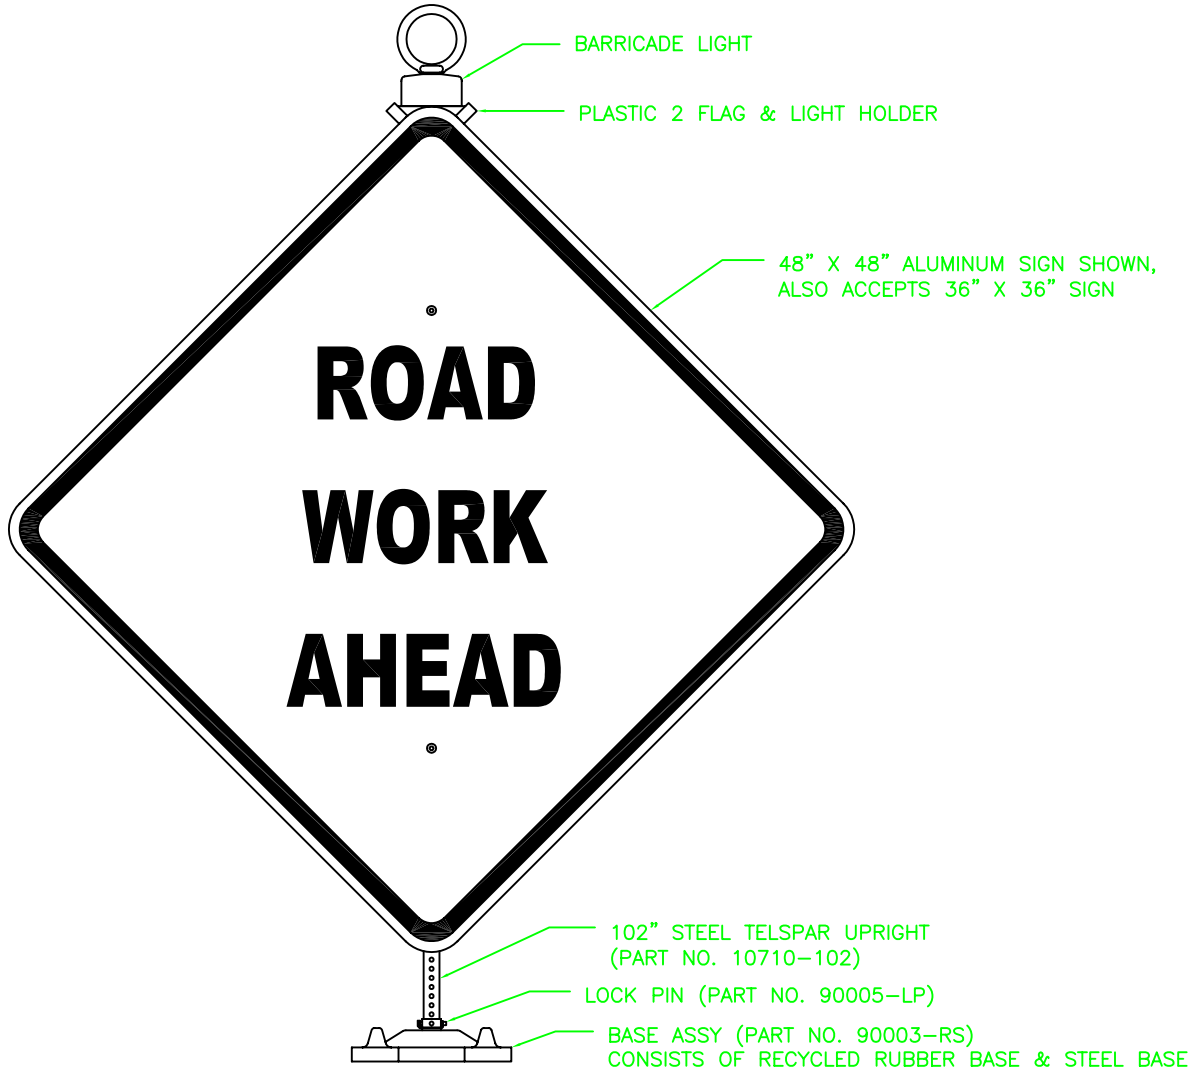 BARRICADE LIGHT
PLASTIC 2 FLAG & LIGHT HOLDER
48" X 48" ALUMINUM SIGN SHOWN,
ALSO ACCEPTS 36" X 36" SIGN
ROAD
WORK
AHEAD
102" STEEL TELSPAR UPRIGHT
(PART NO. 10710-102)
LOCK PIN (PART NO. 90005-LP)
BASE ASSY (PART NO. 90003-RS)
CONSISTS OF RECYCLED RUBBER BASE & STEEL BASE